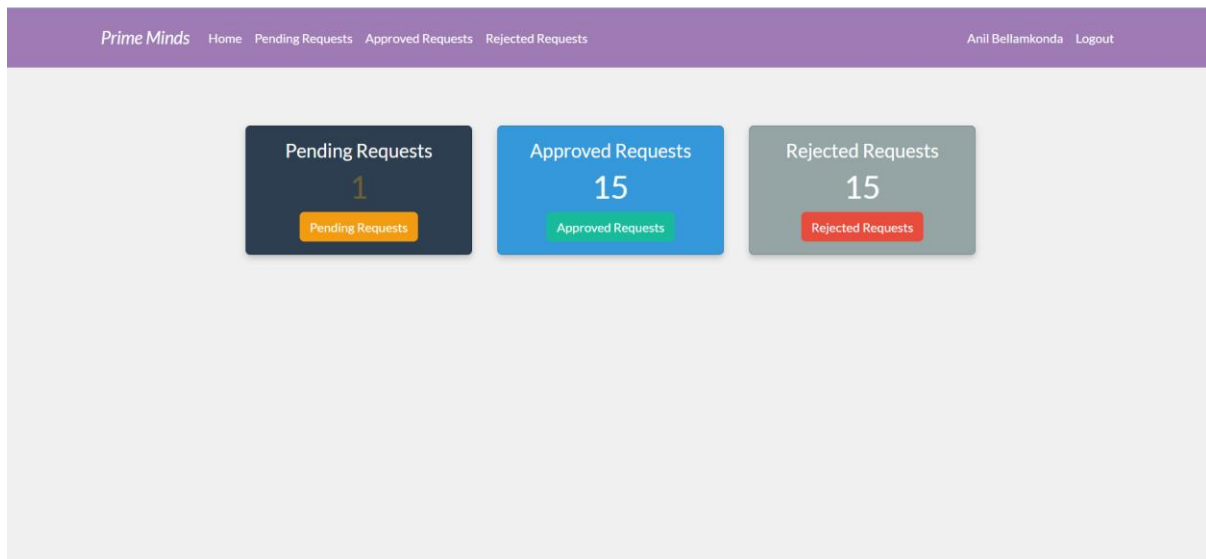 Prime Minds Home Pending Requests Approved Requests Rejected Requests Anil Bellamkonda Logout
Pending Requests
1
Pending Requests
Approved Requests
15
Approved Requests
Rejected Requests
15
Rejected Requests